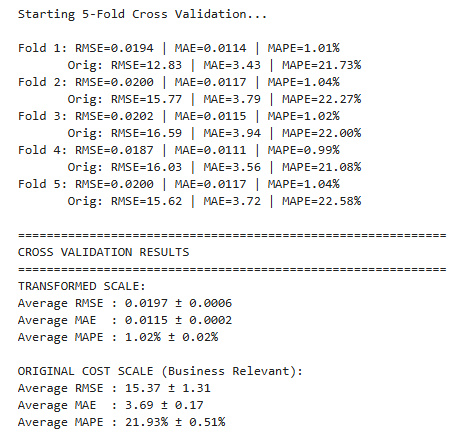 Starting 5-Fold Cross Validation...
Fold 1: RMSE=0.0194 | MAE=0.0114 | MAPE=1.01%
Orig: RMSE=12.83 | MAE=3.43 | MAPE=21.73%
Fold 2: RMSE=0.0200 | MAE=0.0117 | MAPE=1.04%
Orig: RMSE=15.77 | MAE=3.79 | MAPE=22.27%
Fold 3: RMSE=0.0202 | MAE=0.0115 | MAPE=1.02%
Orig: RMSE=16.59 | MAE=3.94 | MAPE=22.00%
Fold 4: RMSE=0.0187 | MAE=0.0111 | MAPE=0.99%
Orig: RMSE=16.03 | MAE=3.56 | MAPE=21.08%
Fold 5: RMSE=0.0200 | MAE=0.0117 | MAPE=1.04%
Orig: RMSE=15.62 | MAE=3.72 | MAPE=22.58%
============================================================
CROSS VALIDATION RESULTS
============================================================
TRANSFORMED SCALE:
Average RMSE : 0.0197 ± 0.0006
Average MAE  : 0.0115 ± 0.0002
Average MAPE : 1.02% ± 0.02%
ORIGINAL COST SCALE (Business Relevant):
Average RMSE : 15.37 ± 1.31
Average MAE  : 3.69 ± 0.17
Average MAPE : 21.93% ± 0.51%